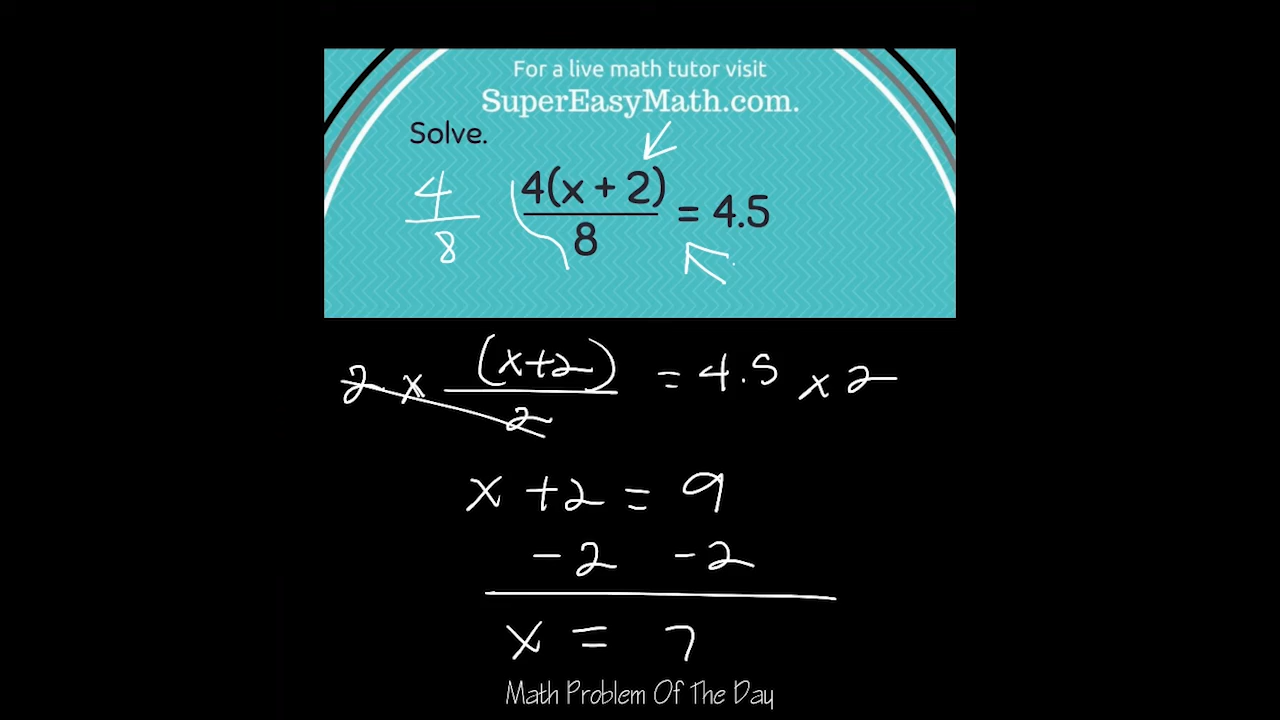 For a live math tutor visit
SuperEasyMath.com.
Solve.
4/8
4(x + 2)/8 = 4.5
2 x (x+2)/2 = 4.5 x 2
x + 2 = 9
- 2 - 2
x = 7
Math Problem Of The Day